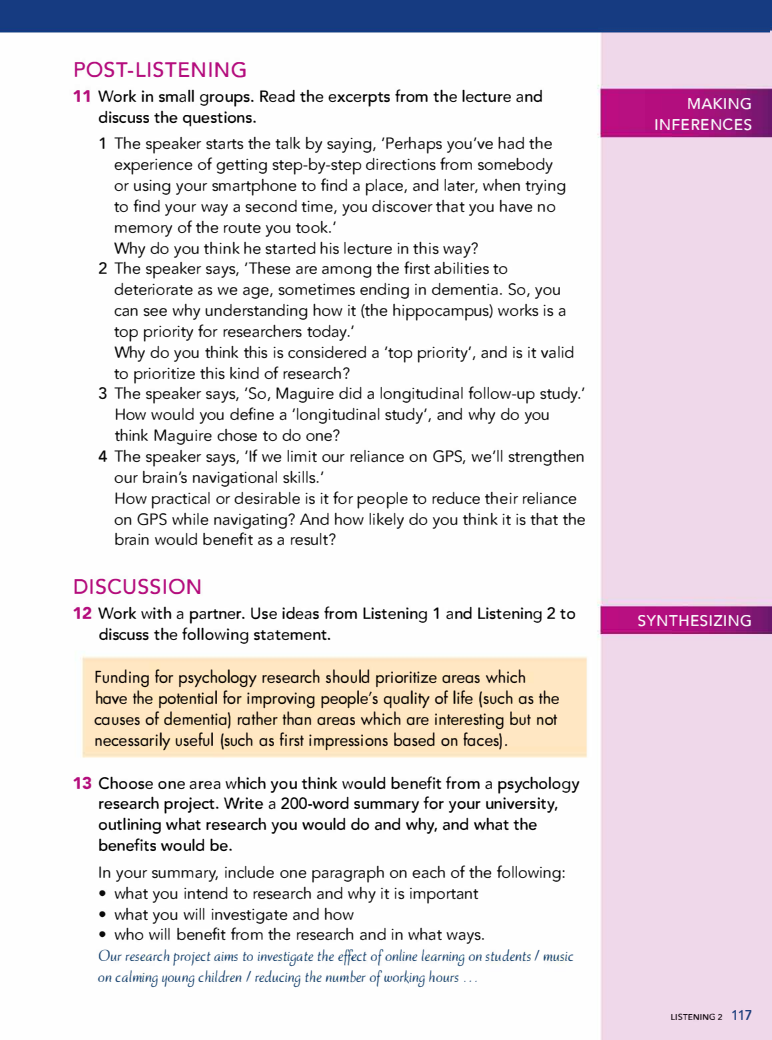 POST-LISTENING
11 Work in small groups. Read the excerpts from the lecture and
discuss the questions.
MAKING
INFERENCES
1 The speaker starts the talk by saying, ‘Perhaps you’ve had the
experience of getting step-by-step directions from somebody
or using your smartphone to find a place, and later, when trying
to find your way a second time, you discover that you have no
memory of the route you took.’
Why do you think he started his lecture in this way?
2 The speaker says, ‘These are among the first abilities to
deteriorate as we age, sometimes ending in dementia. So, you
can see why understanding how it (the hippocampus) works is a
top priority for researchers today.’
Why do you think this is considered a ‘top priority’, and is it valid
to prioritize this kind of research?
3 The speaker says, ‘So, Maguire did a longitudinal follow-up study.’
How would you define a ‘longitudinal study’, and why do you
think Maguire chose to do one?
4 The speaker says, ‘If we limit our reliance on GPS, we’ll strengthen
our brain’s navigational skills.’
How practical or desirable is it for people to reduce their reliance
on GPS while navigating? And how likely do you think it is that the
brain would benefit as a result?
DISCUSSION
12 Work with a partner. Use ideas from Listening 1 and Listening 2 to
discuss the following statement.
SYNTHESIZING
Funding for psychology research should prioritize areas which
have the potential for improving people’s quality of life (such as the
causes of dementia) rather than areas which are interesting but not
necessarily useful (such as first impressions based on faces).
13 Choose one area which you think would benefit from a psychology
research project. Write a 200-word summary for your university,
outlining what research you would do and why, and what the
benefits would be.
In your summary, include one paragraph on each of the following:
• what you intend to research and why it is important
• what you will investigate and how
• who will benefit from the research and in what ways.
Our research project aims to investigate the effect of online learning on students / music
on calming young children / reducing the number of working hours ...
LISTENING 2 117